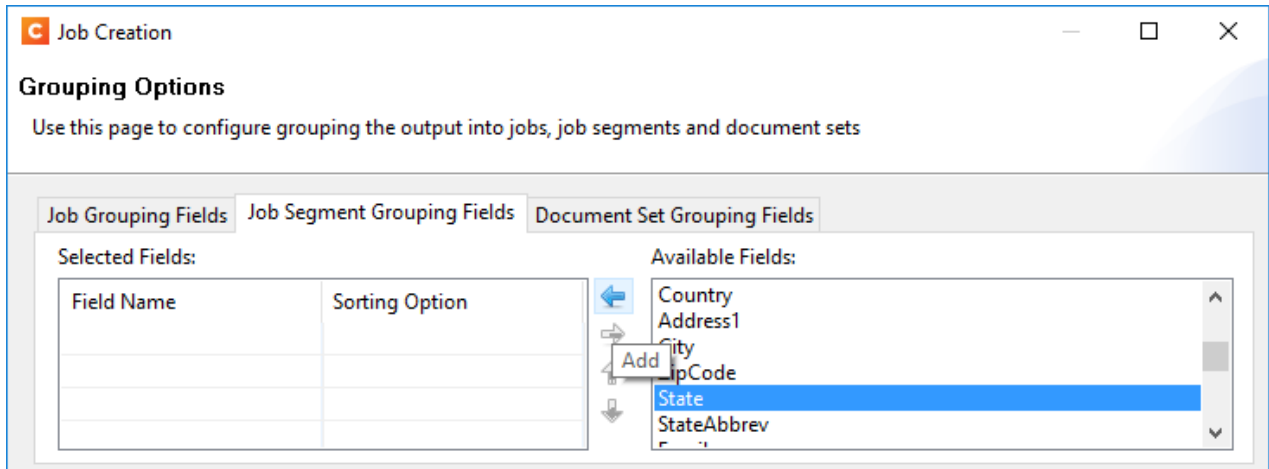 C Job Creation
Grouping Options
Use this page to configure grouping the output into jobs, job segments and document sets
Job Grouping Fields Job Segment Grouping Fields Document Set Grouping Fields
Selected Fields: Available Fields:
Field Name Sorting Option
Country
Address1
City
Add
ZipCode
State
StateAbbrev